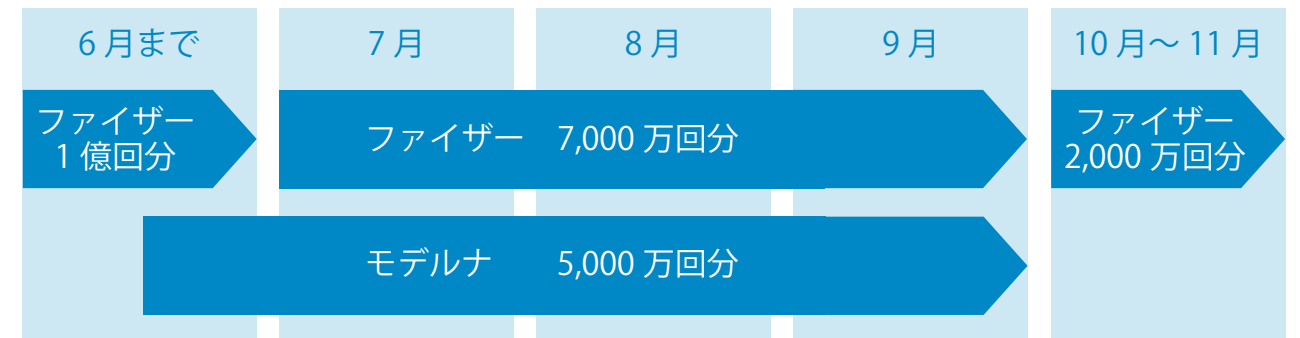 6月まで
7月
8月
9月
10月～11月
ファイザー
1億回分
ファイザー 7,000万回分
ファイザー
2,000万回分
モデルナ 5,000万回分